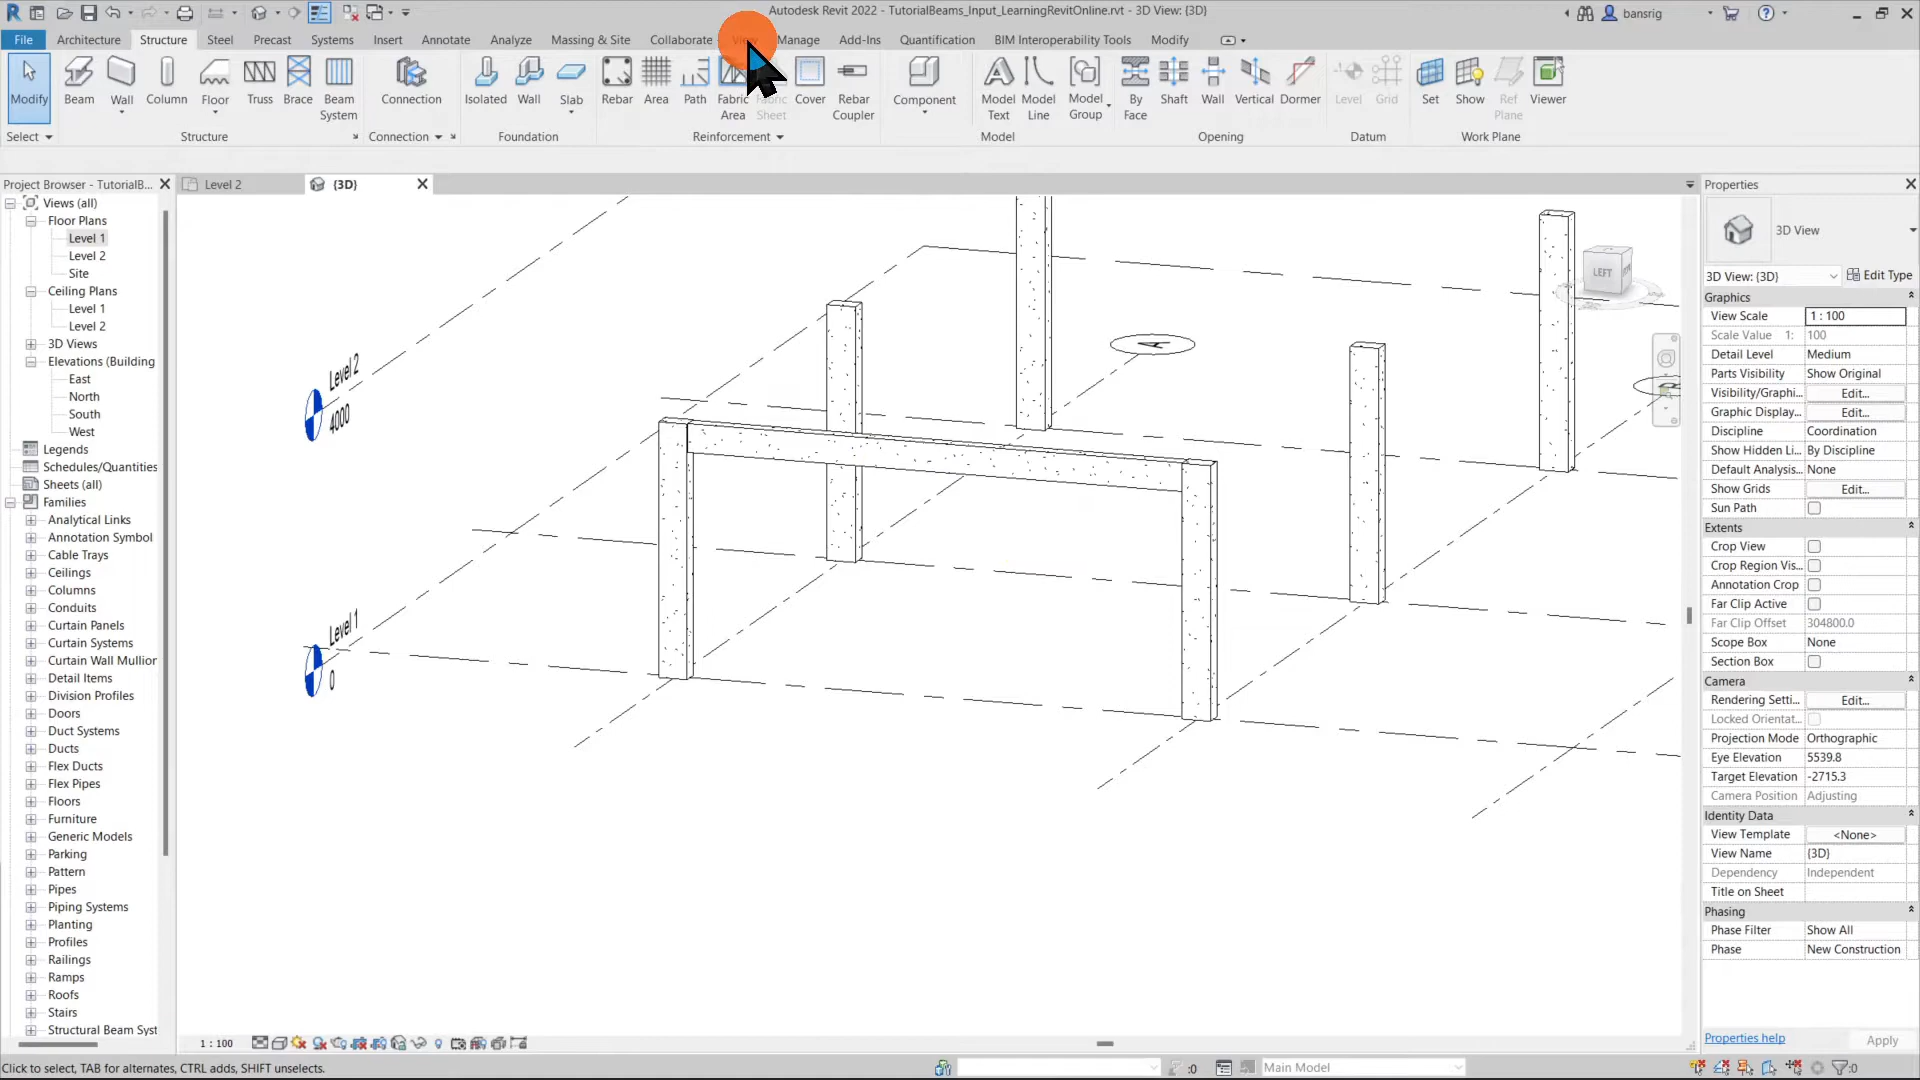 Autodesk Revit 2022 - TutorialBeams_Input_LearningRevitOnline.rvt - 3D View: {3D}
bansrig
File Architecture Structure Steel Precast Systems Insert Annotate Analyze Massing & Site Collaborate Manage Add-Ins Quantification BIM Interoperability Tools Modify
Modify Beam Wall Column Floor Truss Brace Beam System Connection Isolated Wall Slab Rebar Area Path Fabric Area Fabric Sheet Cover Rebar Coupler Component Model Text Model Line Model Group By Face Shaft Wall Vertical Dormer Level Grid Set Show Ref Plane Viewer
Select Structure Connection Foundation Reinforcement Model Opening Datum Work Plane
Project Browser - TutorialB...
Level 2
{3D}
Views (all)
Floor Plans
Level 1
Level 2
Site
Ceiling Plans
Level 1
Level 2
3D Views
Elevations (Building
East
North
South
West
Legends
Schedules/Quantities
Sheets (all)
Families
Analytical Links
Annotation Symbol
Cable Trays
Ceilings
Columns
Conduits
Curtain Panels
Curtain Systems
Curtain Wall Mullion
Detail Items
Division Profiles
Doors
Duct Systems
Ducts
Flex Ducts
Flex Pipes
Floors
Furniture
Generic Models
Parking
Pattern
Pipes
Piping Systems
Planting
Profiles
Railings
Ramps
Roofs
Stairs
Structural Beam Syst
Level 2
4000
Level 1
0
A
LEFT
Properties
3D View
3D View: {3D}
Edit Type
Graphics
View Scale 1 : 100
Scale Value 1: 100
Detail Level Medium
Parts Visibility Show Original
Visibility/Graphi... Edit...
Graphic Display... Edit...
Discipline Coordination
Show Hidden Li... By Discipline
Default Analysis... None
Show Grids Edit...
Sun Path
Extents
Crop View
Crop Region Vis...
Annotation Crop
Far Clip Active
Far Clip Offset 304800.0
Scope Box None
Section Box
Camera
Rendering Setti... Edit...
Locked Orientat...
Projection Mode Orthographic
Eye Elevation 5539.8
Target Elevation -2715.3
Camera Position Adjusting
Identity Data
View Template <None>
View Name {3D}
Dependency Independent
Title on Sheet
Phasing
Phase Filter Show All
Phase New Construction
Properties help
Apply
1 : 100
Click to select, TAB for alternates, CTRL adds, SHIFT unselects.
:0
Main Model
:0